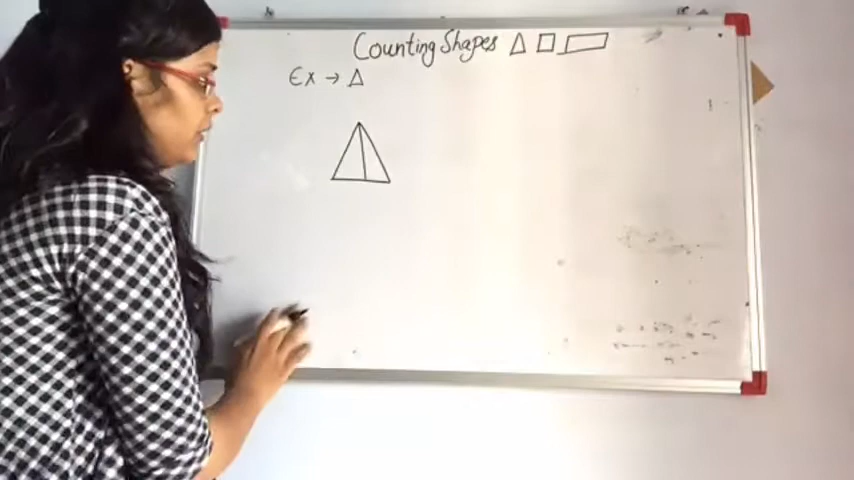 Counting Shapes △ □ ▭
Ex → △